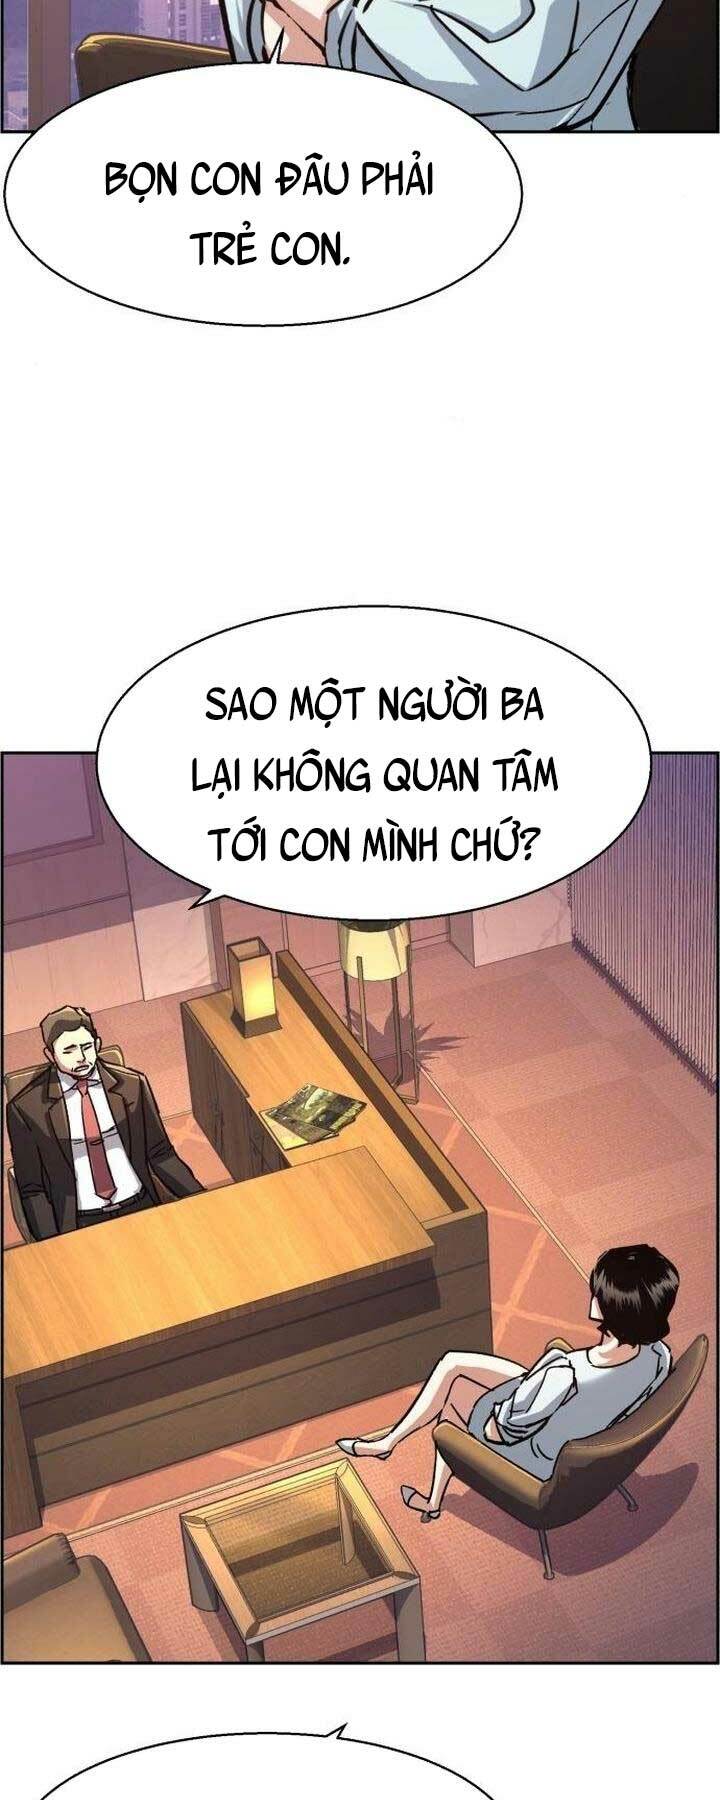 BỌN CON ĐÂU PHẢI
TRẺ CON.
SAO MỘT NGƯỜI BA
LẠI KHÔNG QUAN TÂM
TỚI CON MÌNH CHỨ?